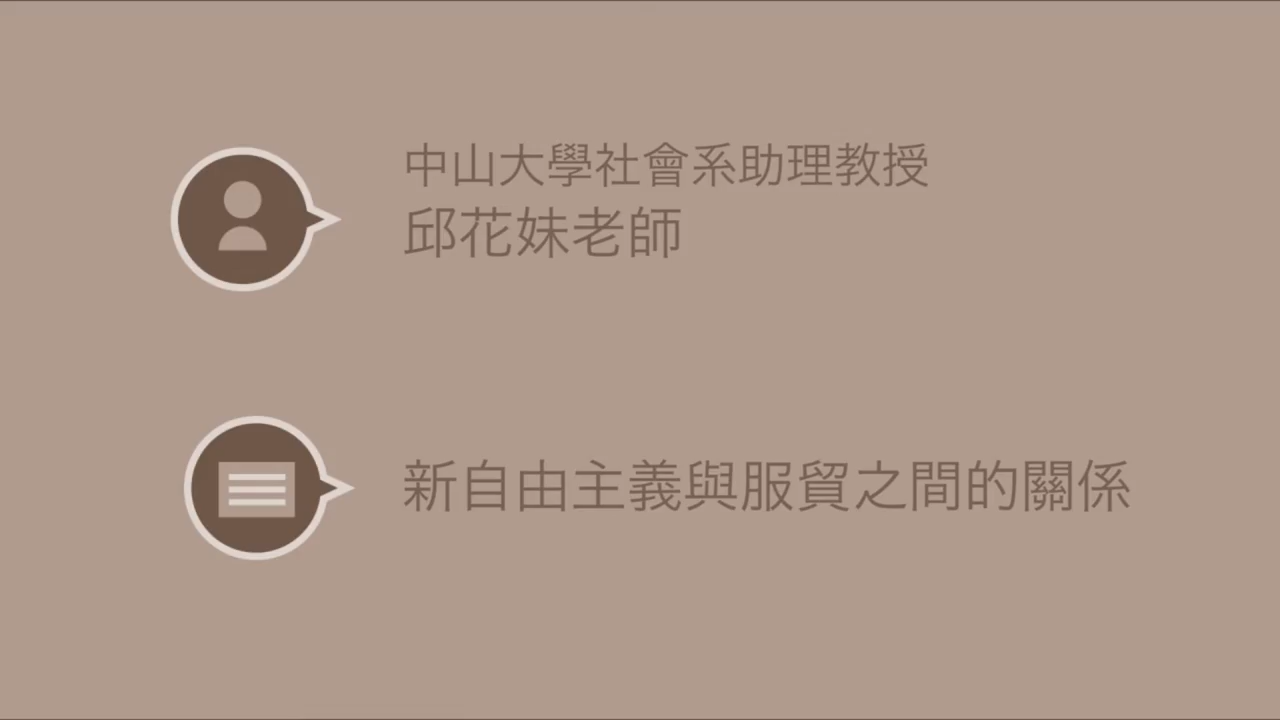 中山大學社會系助理教授
邱花妹老師
新自由主義與服貿之間的關係